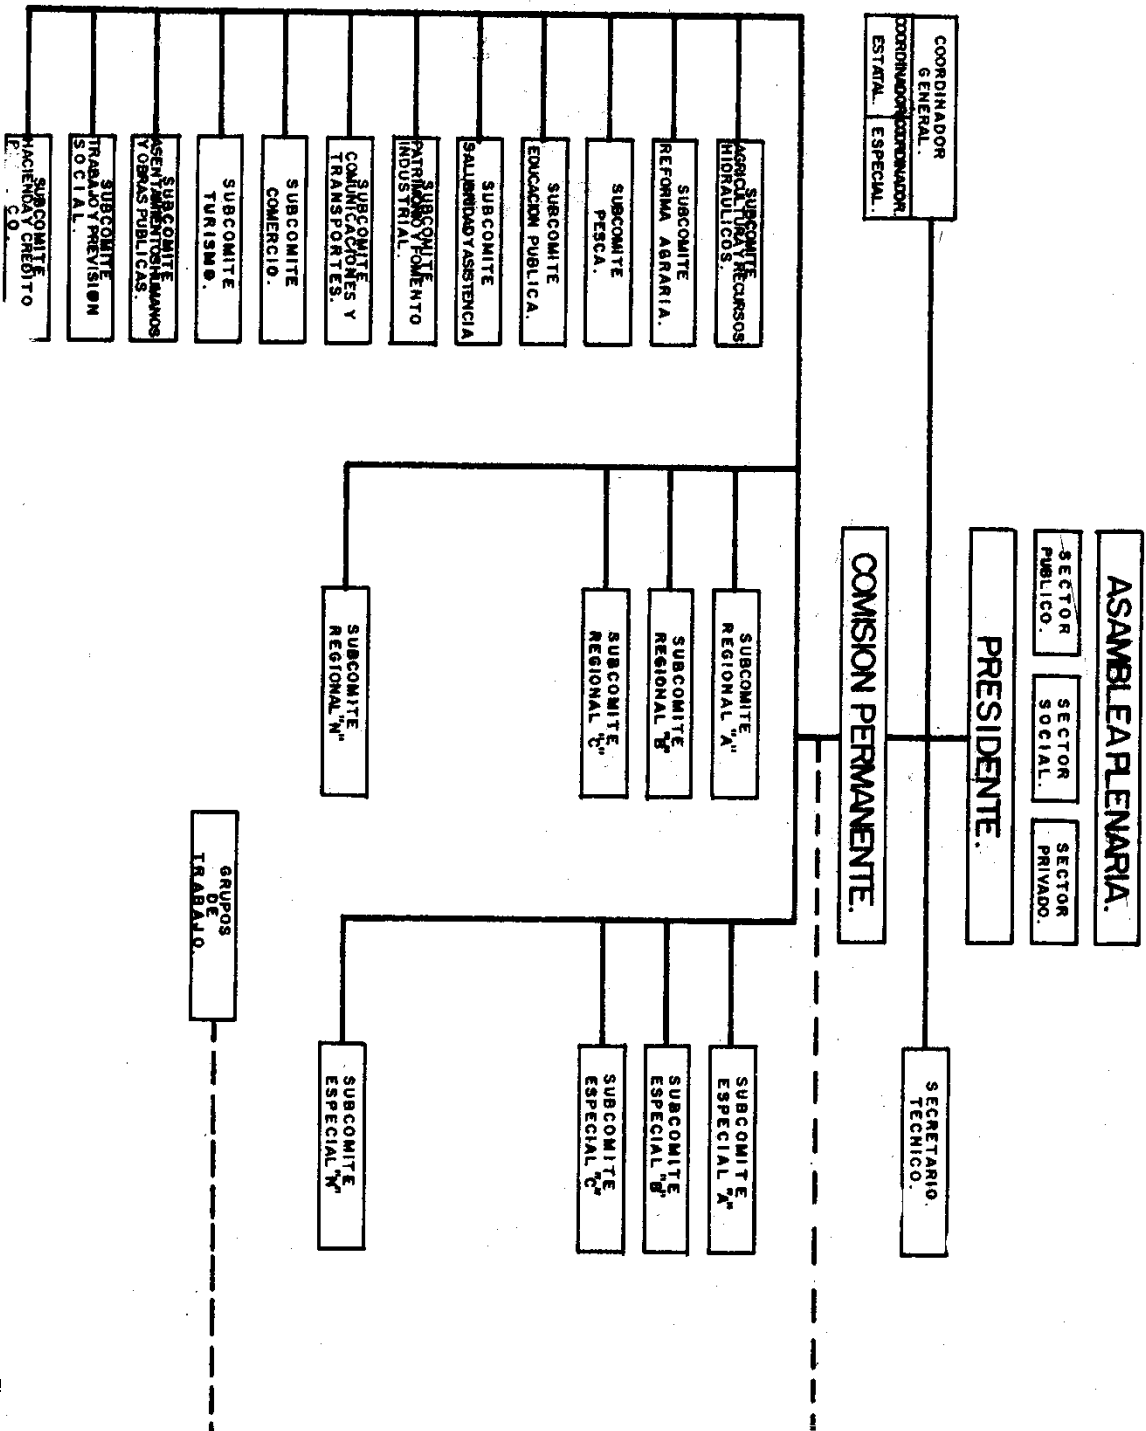 ASAMBLEA PLENARIA.
SECTOR
PUBLICO.
SECTOR
SOCIAL.
SECTOR
PRIVADO.
PRESIDENTE.
COORDINADOR
GENERAL.
COORDINADOR
ESTATAL.
COORDINADOR
ESPECIAL.
SECRETARIO
TECNICO.
COMISION PERMANENTE.
SUBCOMITE
AGRICULTURA Y RECURSOS
HIDRAULICOS.
SUBCOMITE
REFORMA AGRARIA.
SUBCOMITE
PESCA.
SUBCOMITE
EDUCACION PUBLICA.
SUBCOMITE
SALUBRIDAD Y ASISTENCIA
SUBCOMITE
PATRIMONIO Y FOMENTO
INDUSTRIAL.
SUBCOMITE
COMUNICACIONES Y
TRANSPORTES.
SUBCOMITE
COMERCIO.
SUBCOMITE
TURISMO.
SUBCOMITE
ASENTAMIENTOS HUMANOS
Y OBRAS PUBLICAS.
SUBCOMITE
TRABAJO Y PREVISION
SOCIAL.
SUBCOMITE
HACIENDA Y CREDITO
P. CO.
SUBCOMITE
REGIONAL "A"
SUBCOMITE
REGIONAL "B"
SUBCOMITE
REGIONAL "C"
SUBCOMITE
REGIONAL "N"
SUBCOMITE
ESPECIAL "A"
SUBCOMITE
ESPECIAL "B"
SUBCOMITE
ESPECIAL "C"
SUBCOMITE
ESPECIAL "N"
GRUPOS
DE
TRABAJO.